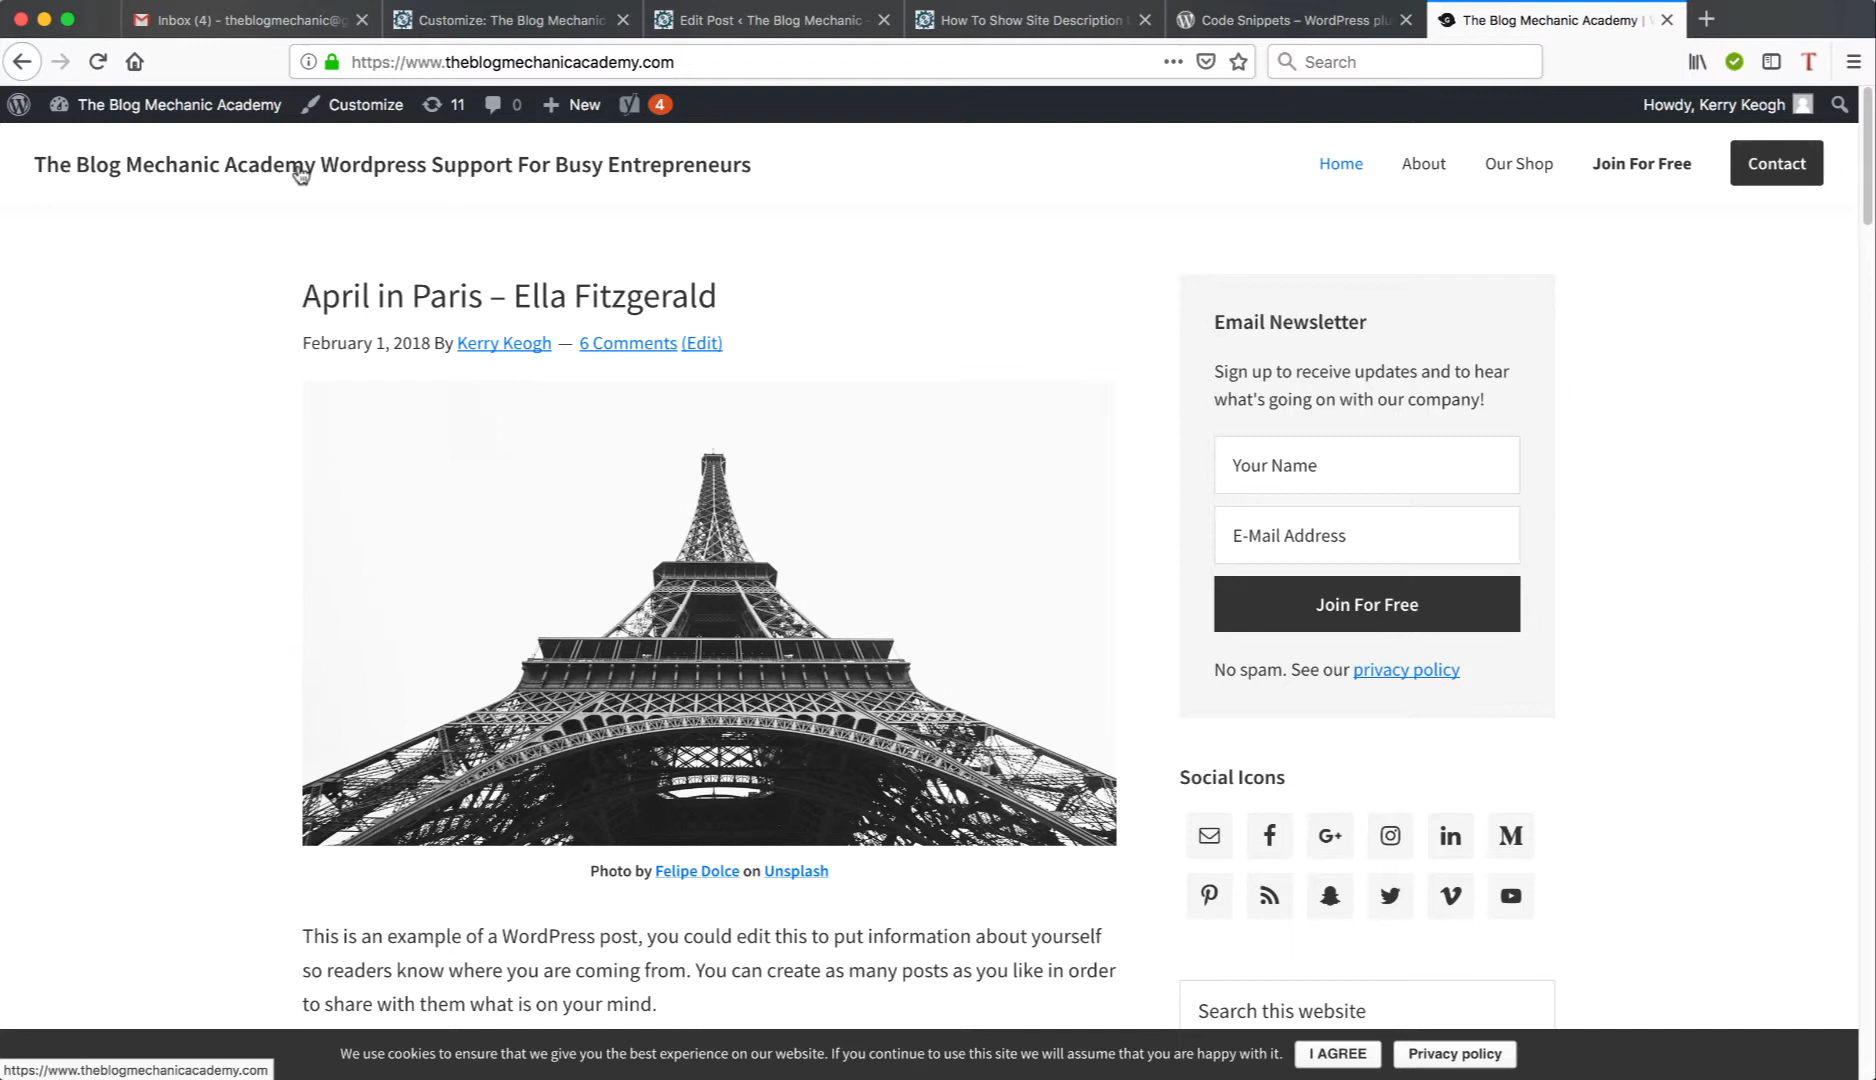 Inbox (4) - theblogmechanic@g
Customize: The Blog Mechanic
Edit Post ‹ The Blog Mechanic -
How To Show Site Description
Code Snippets – WordPress plu
The Blog Mechanic Academy |
https://www.theblogmechanicacademy.com
Search
The Blog Mechanic Academy
Customize
11
0
New
4
Howdy, Kerry Keogh
The Blog Mechanic Academy Wordpress Support For Busy Entrepreneurs
Home
About
Our Shop
Join For Free
Contact
April in Paris – Ella Fitzgerald
February 1, 2018 By Kerry Keogh — 6 Comments (Edit)
Email Newsletter
Sign up to receive updates and to hear
what's going on with our company!
Your Name
E-Mail Address
Join For Free
No spam. See our privacy policy
Social Icons
Photo by Felipe Dolce on Unsplash
This is an example of a WordPress post, you could edit this to put information about yourself
so readers know where you are coming from. You can create as many posts as you like in order
to share with them what is on your mind.
Search this website
We use cookies to ensure that we give you the best experience on our website. If you continue to use this site we will assume that you are happy with it.
I AGREE
Privacy policy
https://www.theblogmechanicacademy.com